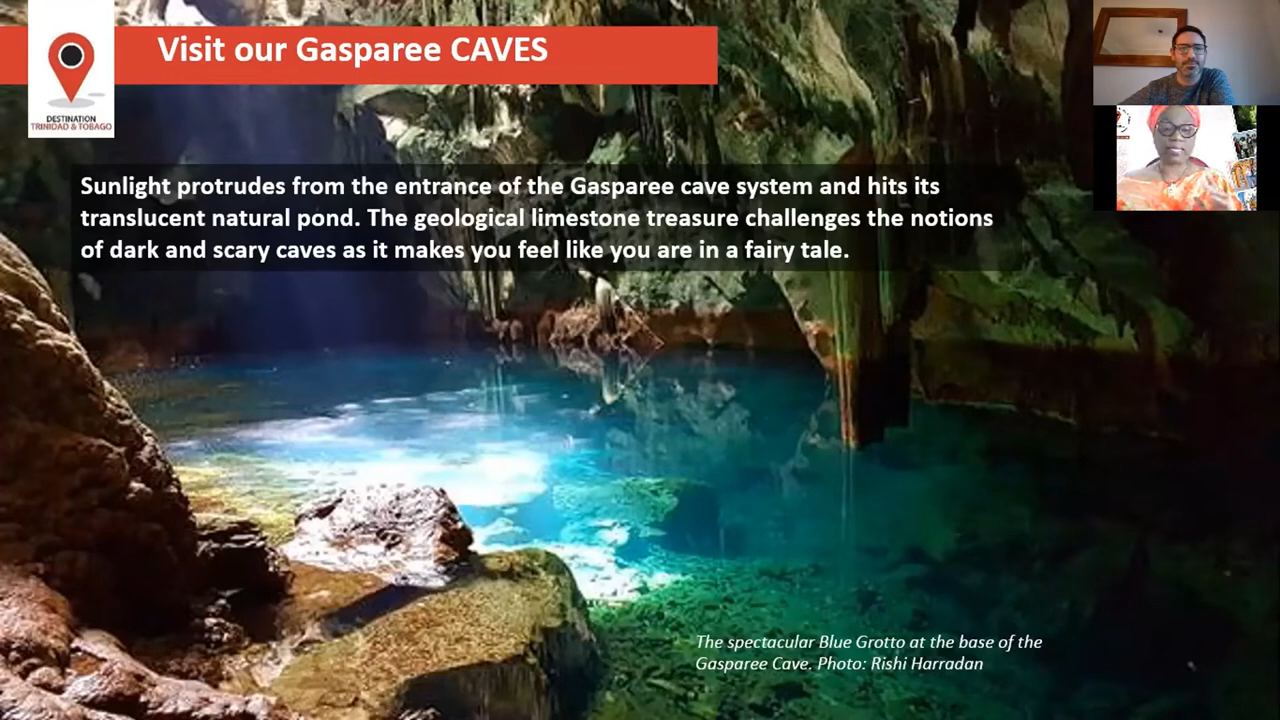 Visit our Gasparee CAVES
DESTINATION
TRINIDAD & TOBAGO
Sunlight protrudes from the entrance of the Gasparee cave system and hits its
translucent natural pond. The geological limestone treasure challenges the notions
of dark and scary caves as it makes you feel like you are in a fairy tale.
The spectacular Blue Grotto at the base of the
Gasparee Cave. Photo: Rishi Harradan